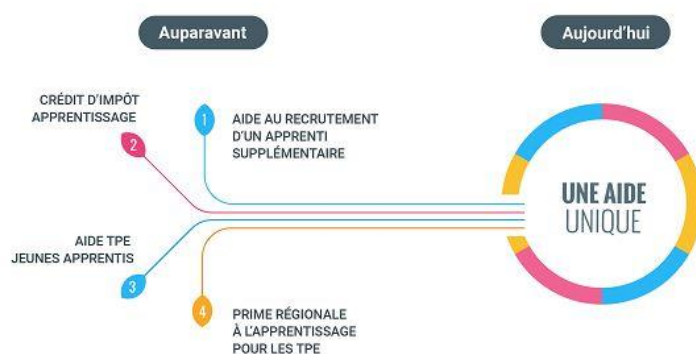 Auparavant
Aujourd'hui
CRÉDIT D'IMPÔT
APPRENTISSAGE
2
1
AIDE AU RECRUTEMENT
D'UN APPRENTI
SUPPLÉMENTAIRE
UNE AIDE
UNIQUE
AIDE TPE
JEUNES APPRENTIS
3
4
PRIME RÉGIONALE
À L'APPRENTISSAGE
POUR LES TPE